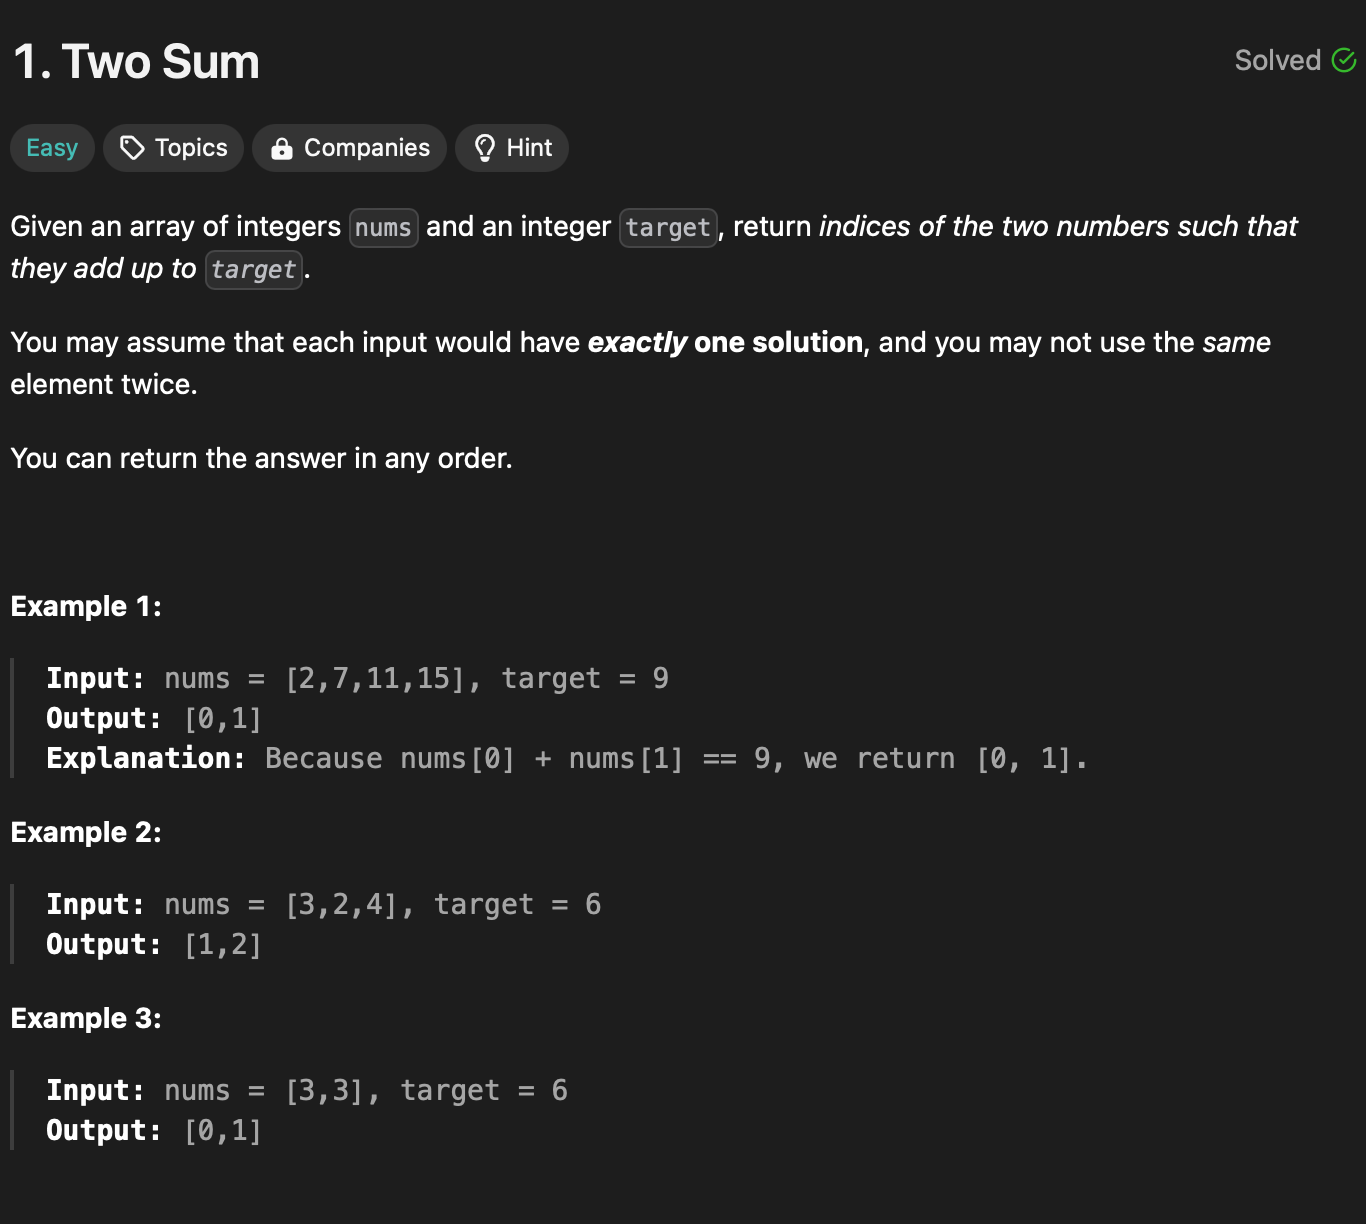 1. Two Sum
Solved
Easy
Topics
Companies
Hint
Given an array of integers nums and an integer target, return indices of the two numbers such that
they add up to target.
You may assume that each input would have exactly one solution, and you may not use the same
element twice.
You can return the answer in any order.
Example 1:
Input: nums = [2,7,11,15], target = 9
Output: [0,1]
Explanation: Because nums[0] + nums[1] == 9, we return [0, 1].
Example 2:
Input: nums = [3,2,4], target = 6
Output: [1,2]
Example 3:
Input: nums = [3,3], target = 6
Output: [0,1]